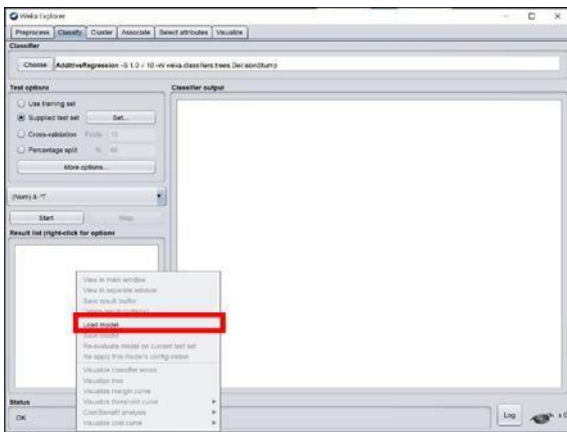 Weka Explorer
Preprocess Classify Cluster Associate Select attributes Visualize
Classifier
Choose AdditiveRegression -S 1.0 -I 10 -W weka.classifiers.trees.DecisionStump
Test options
Classifier output
Use training set
Supplied test set Set...
Cross-validation Folds 10
Percentage split %
More options...
(Num)
Start Stop
Result list (right-click for options
View in main window
View in separate window
Save result buffer
Delete result buffer(s)
Load model
Save model
Re-evaluate model on current test set
Re-apply this model's configuration
Visualize classifier errors
Visualize tree
Visualize margin curve
Visualize threshold curve
Cost/Benefit analysis
Visualize cost curve
Status
OK
Log
x 0